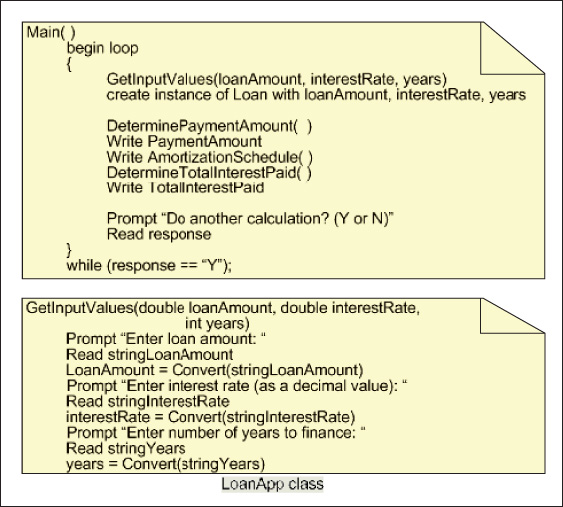 Main( )
begin loop
{
GetInputValues(loanAmount, interestRate, years)
create instance of Loan with loanAmount, interestRate, years
DeterminePaymentAmount( )
Write PaymentAmount
Write AmortizationSchedule( )
DetermineTotalInterestPaid( )
Write TotalInterestPaid
Prompt “Do another calculation? (Y or N)”
Read response
}
while (response == “Y”);
GetInputValues(double loanAmount, double interestRate,
int years)
Prompt “Enter loan amount: “
Read stringLoanAmount
LoanAmount = Convert(stringLoanAmount)
Prompt “Enter interest rate (as a decimal value): “
Read stringInterestRate
interestRate = Convert(stringInterestRate)
Prompt “Enter number of years to finance: “
Read stringYears
years = Convert(stringYears)
LoanApp class